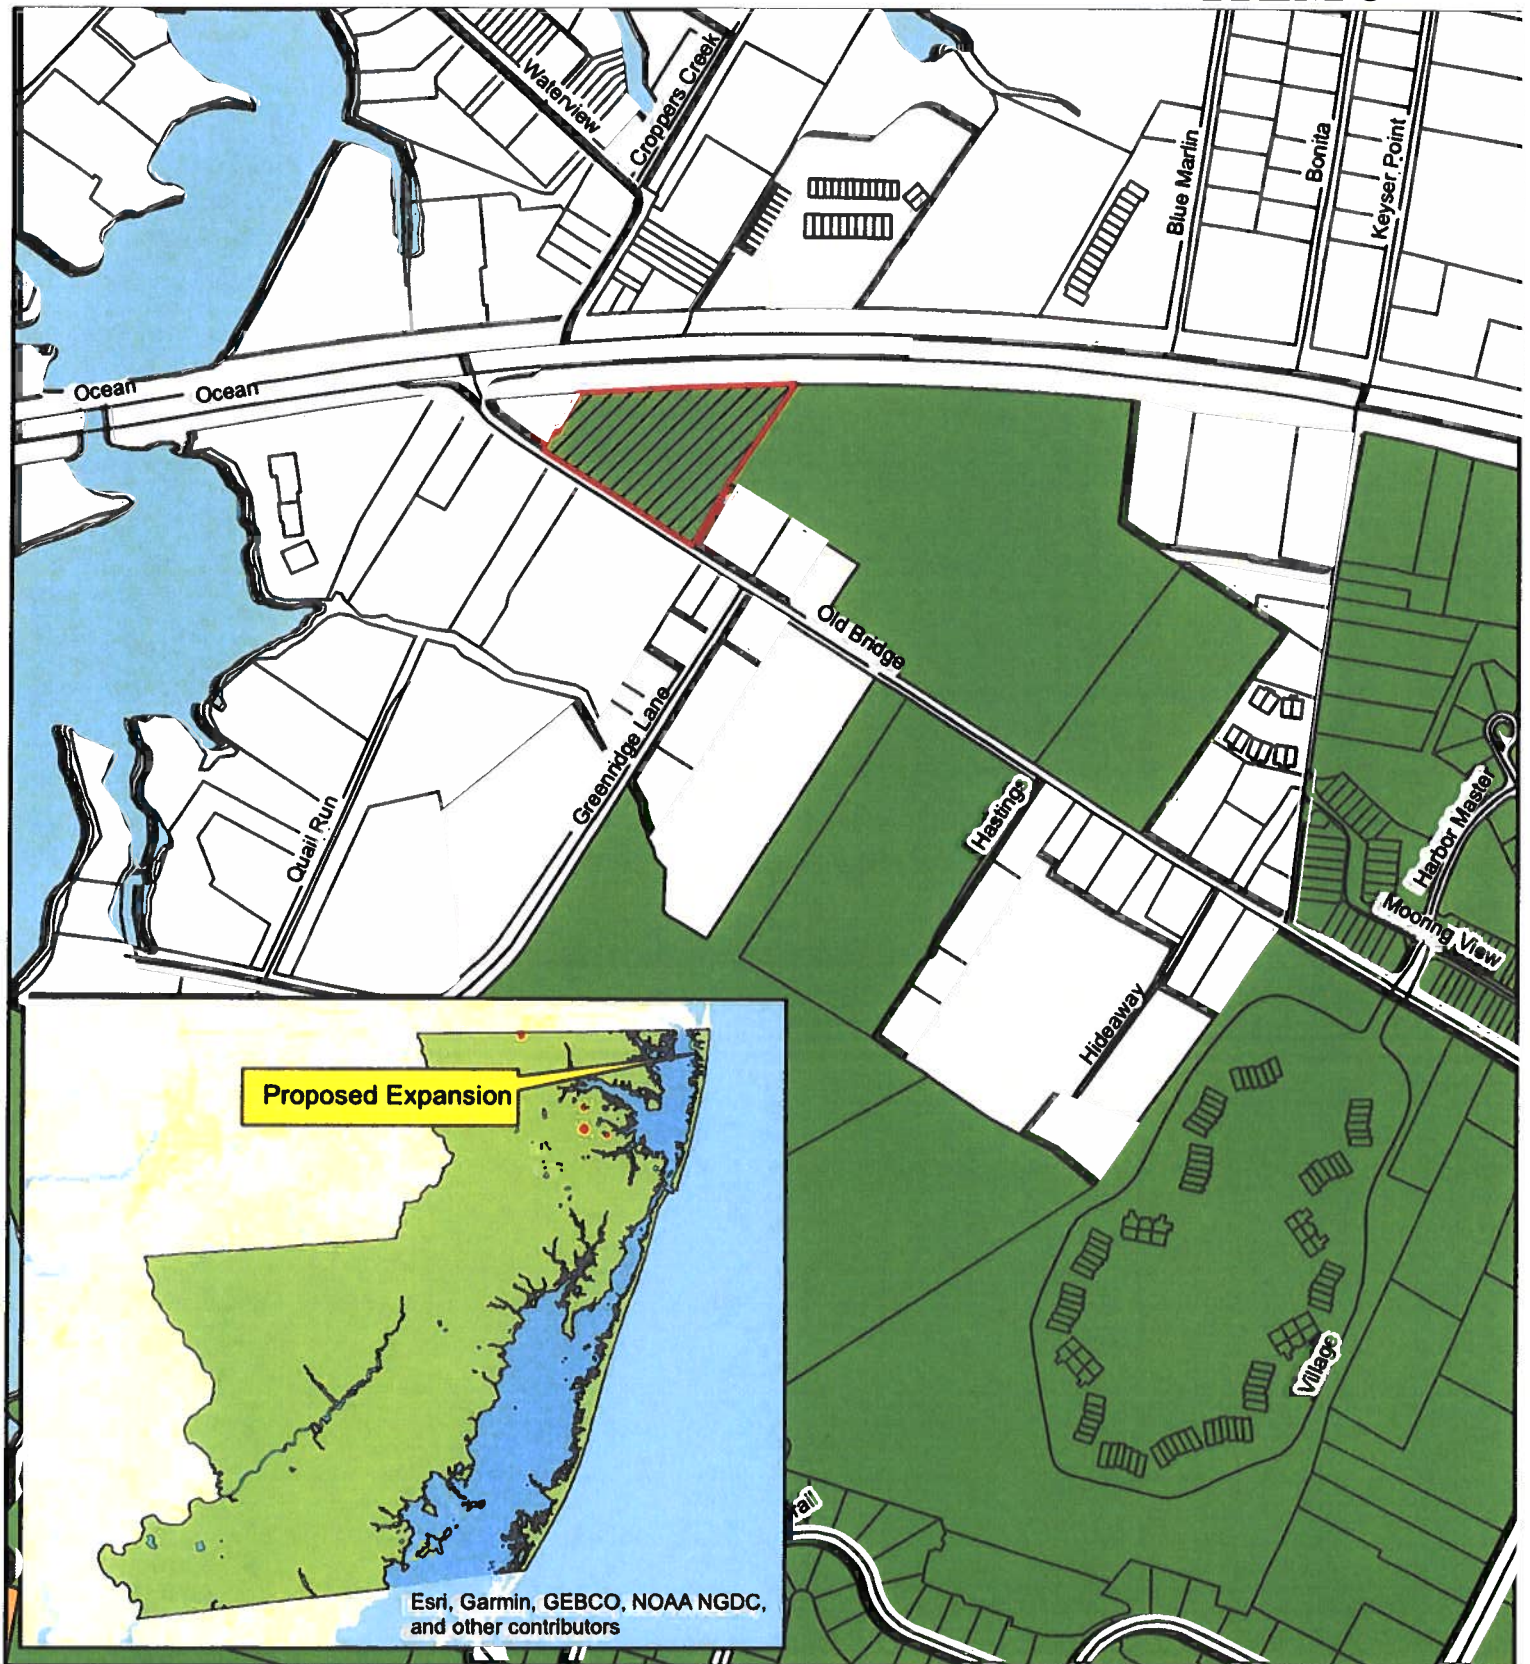 Waterview
Croppers Creek
Blue Marlin
Bonita
Keyser Point
Ocean
Ocean
Old Bridge
Greenridge Lane
Quail Run
Hastings
Harbor Master
Mooring View
Hideaway
Village
Proposed Expansion
Esri, Garmin, GEBCO, NOAA NGDC,
and other contributors